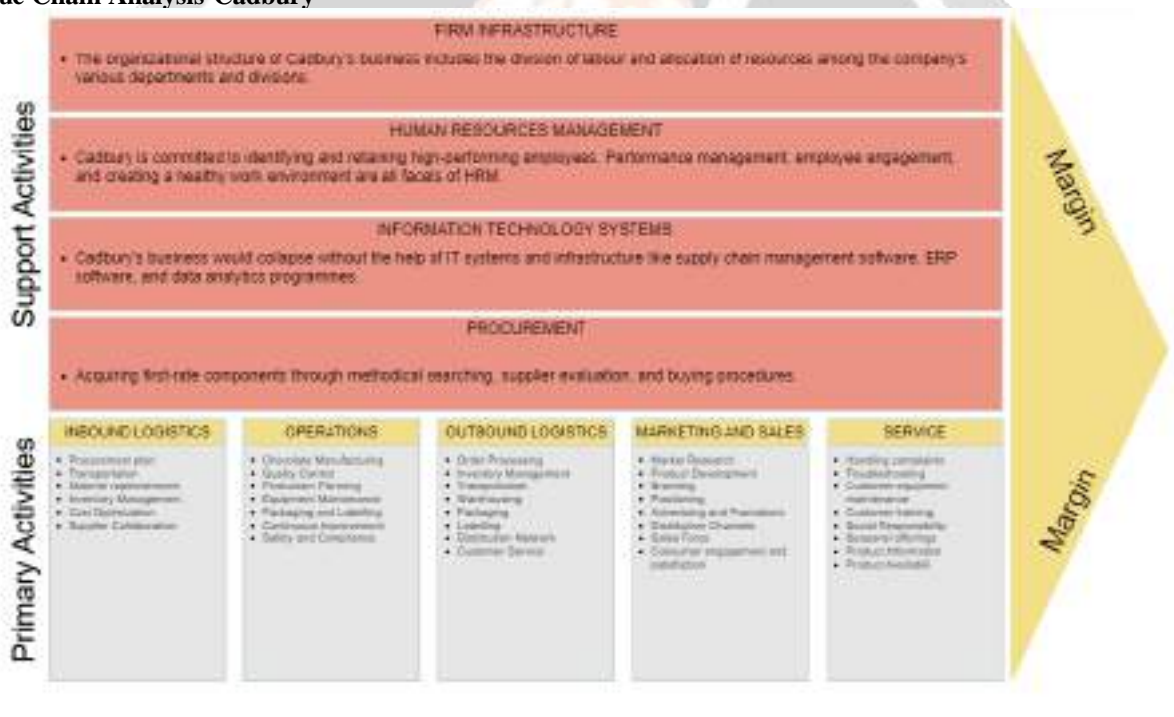 ue Chain Analysis-Cadbury
Support Activities
FIRM INFRASTRUCTURE
• The organizational structure of Cadbury's business includes the division of labour and allocation of resources among the company's
various departments and divisions.
HUMAN RESOURCES MANAGEMENT
• Cadbury is committed to identifying and retaining high-performing employees. Performance management, employee engagement,
and creating a healthy work environment are all facets of HRM.
INFORMATION TECHNOLOGY SYSTEMS
• Cadbury's business would collapse without the help of IT systems and infrastructure like supply chain management software, ERP
software, and data analytics programmes.
PROCUREMENT
• Acquiring first-rate components through methodical searching, supplier evaluation, and buying procedures.
Margin
Primary Activities
INBOUND LOGISTICS
• Procurement plan
• Transportation
• Material replenishment
• Inventory Management
• Cost Optimization
• Supplier Collaboration
OPERATIONS
• Chocolate Manufacturing
• Quality Control
• Production Planning
• Equipment Maintenance
• Packaging and Labelling
• Continuous Improvement
• Safety and Compliance
OUTBOUND LOGISTICS
• Order Processing
• Inventory Management
• Transportation
• Warehousing
• Packaging
• Labelling
• Distribution Network
• Customer Service
MARKETING AND SALES
• Market Research
• Product Development
• Branding
• Positioning
• Advertising and Promotions
• Distribution Channels
• Sales Force
• Consumer engagement and
satisfaction
SERVICE
• Handling complaints
• Troubleshooting
• Customer equipment
maintenance
• Customer training
• Social Responsibility
• Seasonal offerings
• Product Information
• Product Availabili
Margin